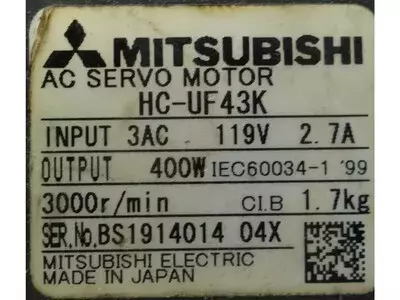 MITSUBISHI
AC SERVO MOTOR
HC-UF43K
INPUT 3AC 119V 2.7A
OUTPUT 400W IEC60034-1 '99
3000r/min CI.B 1.7kg
SER.No.BS1914014 04X
MITSUBISHI ELECTRIC
MADE IN JAPAN